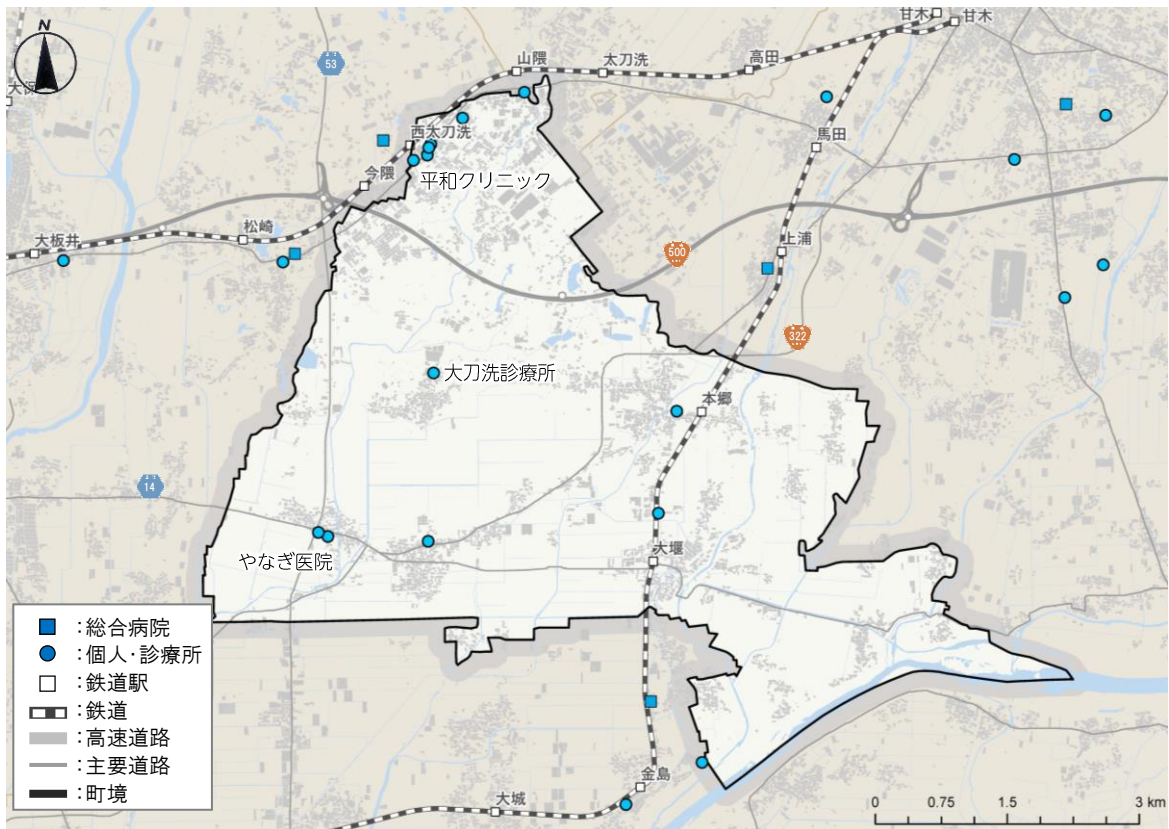 N
甘木
甘木
53
山隈
太刀洗
高田
西太刀洗
馬田
平和クリニック
今隈
松崎
大板井
上浦
500
322
大刀洗診療所
本郷
14
大堰
やなぎ医院
:総合病院
:個人・診療所
:鉄道駅
:鉄道
:高速道路
:主要道路
:町境
金島
大城
0 0.75 1.5 3 km